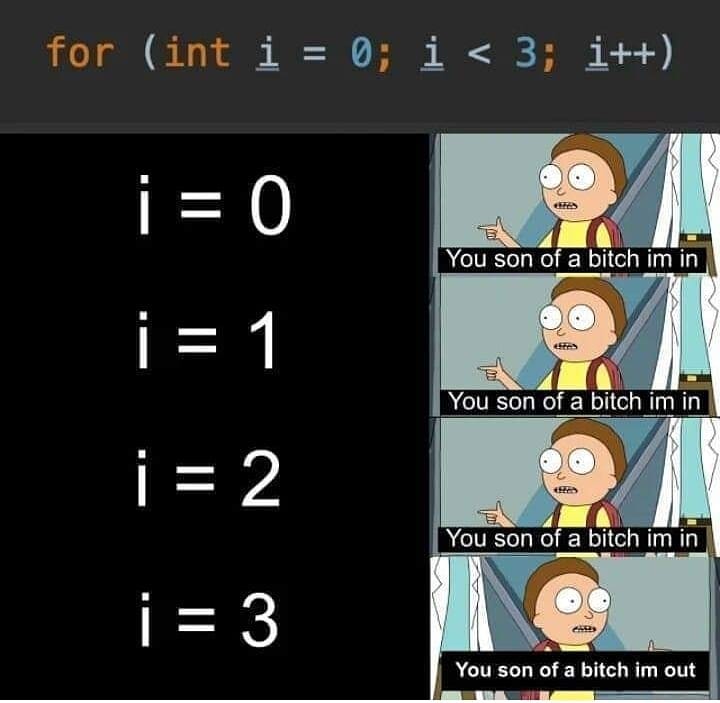 for (int i = 0; i < 3; i++)
i = 0
You son of a bitch im in
i = 1
You son of a bitch im in
i = 2
You son of a bitch im in
i = 3
You son of a bitch im out